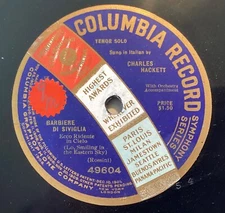 COLUMBIA RECORD
SYMPHONY SERIES
TENOR SOLO
Sung in Italian by
CHARLES
HACKETT
With Orchestra
Accompaniment
PRICE
$1.50
HIGHEST
AWARDS
WHEREVER
EXHIBITED
BARBIERE
DI SIVIGLIA
Ecco Ridente
in Cielo
(Lo, Smiling in
the Eastern Sky)
(Rossini)
49604
PARIS
ST. LOUIS
MILAN
JAMESTOWN
SEATTLE
BUENOS AYRES
PANAMA PACIFIC